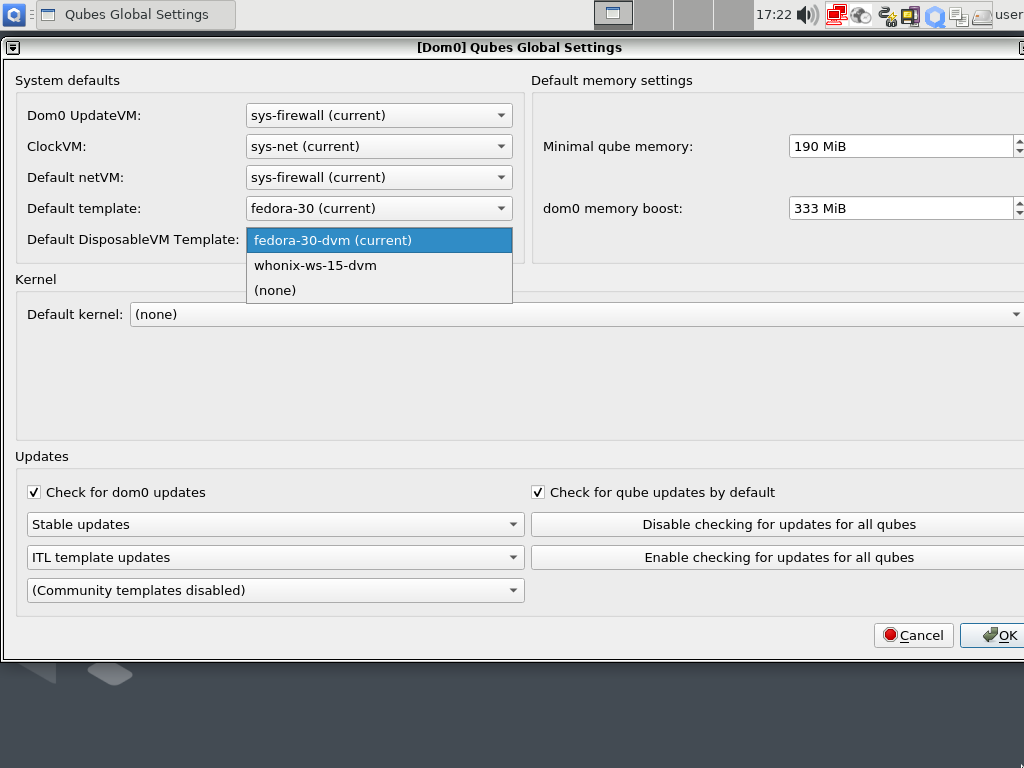 Qubes Global Settings
17:22
user
[Dom0] Qubes Global Settings
System defaults
Dom0 UpdateVM:
sys-firewall (current)
ClockVM:
sys-net (current)
Default netVM:
sys-firewall (current)
Default template:
fedora-30 (current)
Default DisposableVM Template:
fedora-30-dvm (current)
whonix-ws-15-dvm
(none)
Default memory settings
Minimal qube memory:
190 MiB
dom0 memory boost:
333 MiB
Kernel
Default kernel:
(none)
Updates
Check for dom0 updates
Check for qube updates by default
Stable updates
Disable checking for updates for all qubes
ITL template updates
Enable checking for updates for all qubes
(Community templates disabled)
Cancel
OK